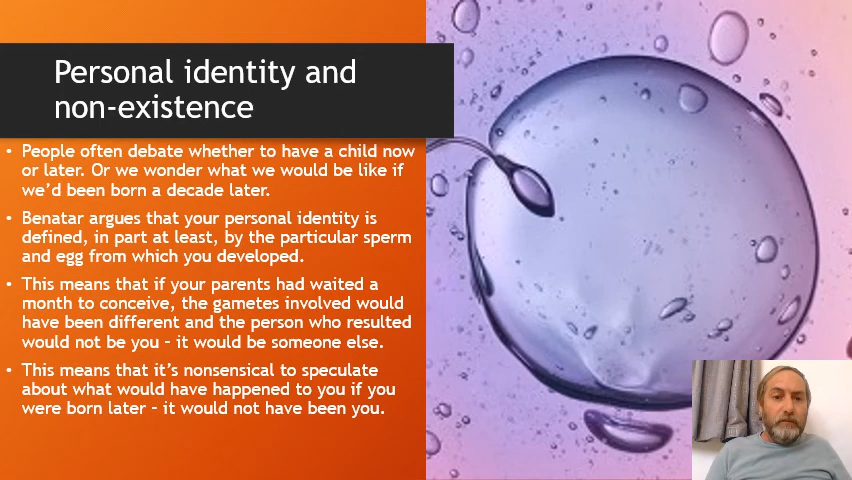 Personal identity and
non-existence
• People often debate whether to have a child now
or later. Or we wonder what we would be like if
we’d been born a decade later.
• Benatar argues that your personal identity is
defined, in part at least, by the particular sperm
and egg from which you developed.
• This means that if your parents had waited a
month to conceive, the gametes involved would
have been different and the person who resulted
would not be you – it would be someone else.
• This means that it’s nonsensical to speculate
about what would have happened to you if you
were born later – it would not have been you.